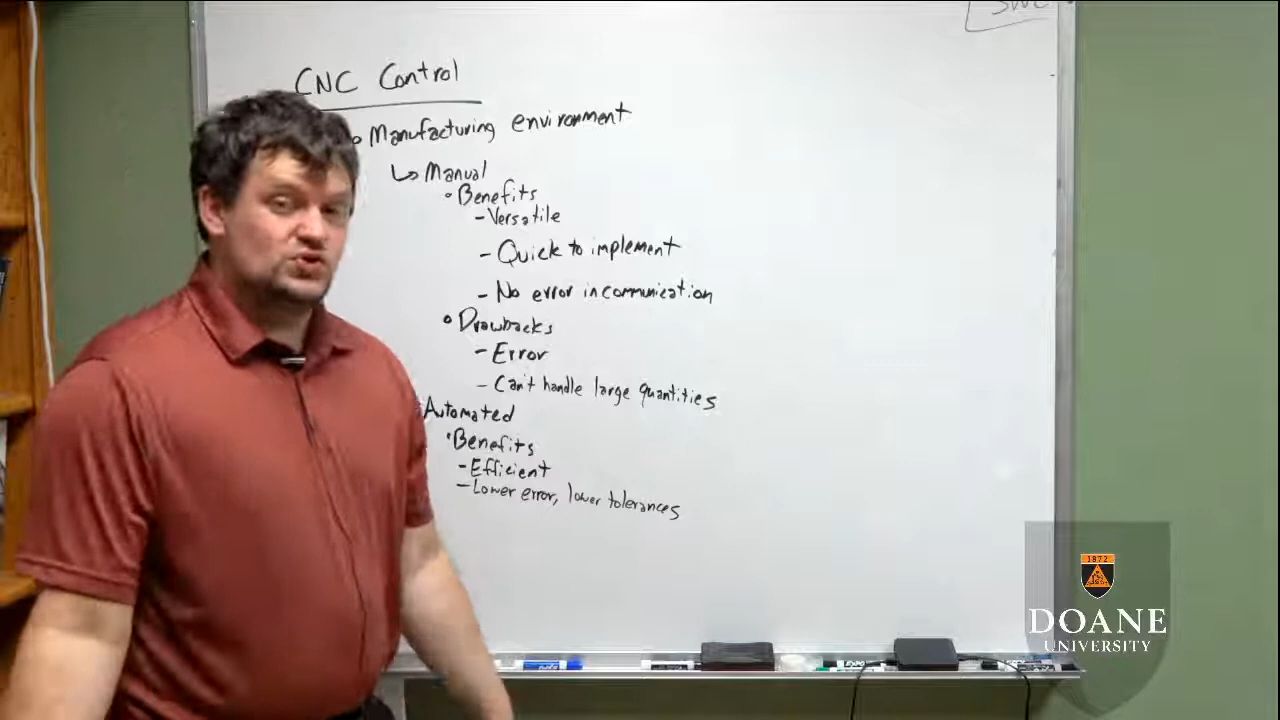 CNC Control
Manufacturing environment
↳ Manual
• Benefits
- Versatile
- Quick to implement
- No error in communication
• Drawbacks
- Error
- Can't handle large quantities
Automated
• Benefits
- Efficient
- Lower error, lower tolerances
1872
DOANE
UNIVERSITY
EXPO